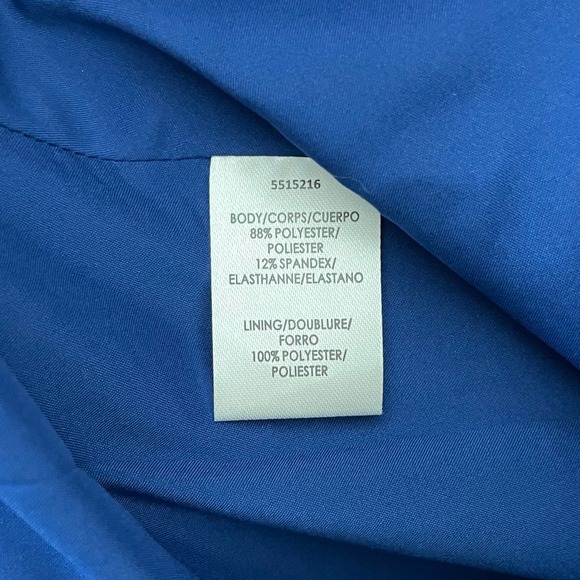 5515216
BODY/CORPS/CUERPO
88% POLYESTER/
POLIESTER
12% SPANDEX/
ELASTHANNE/ELASTANO
LINING/DOUBLURE/
FORRO
100% POLYESTER/
POLIESTER